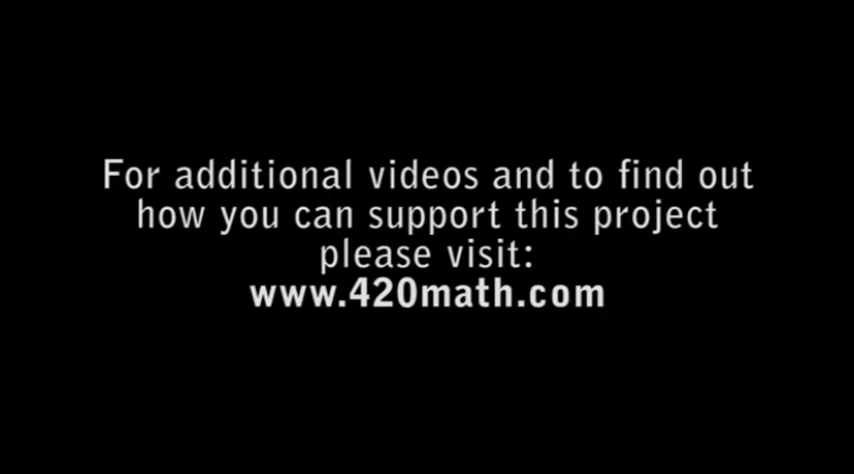 For additional videos and to find out
how you can support this project
please visit:
www.420math.com